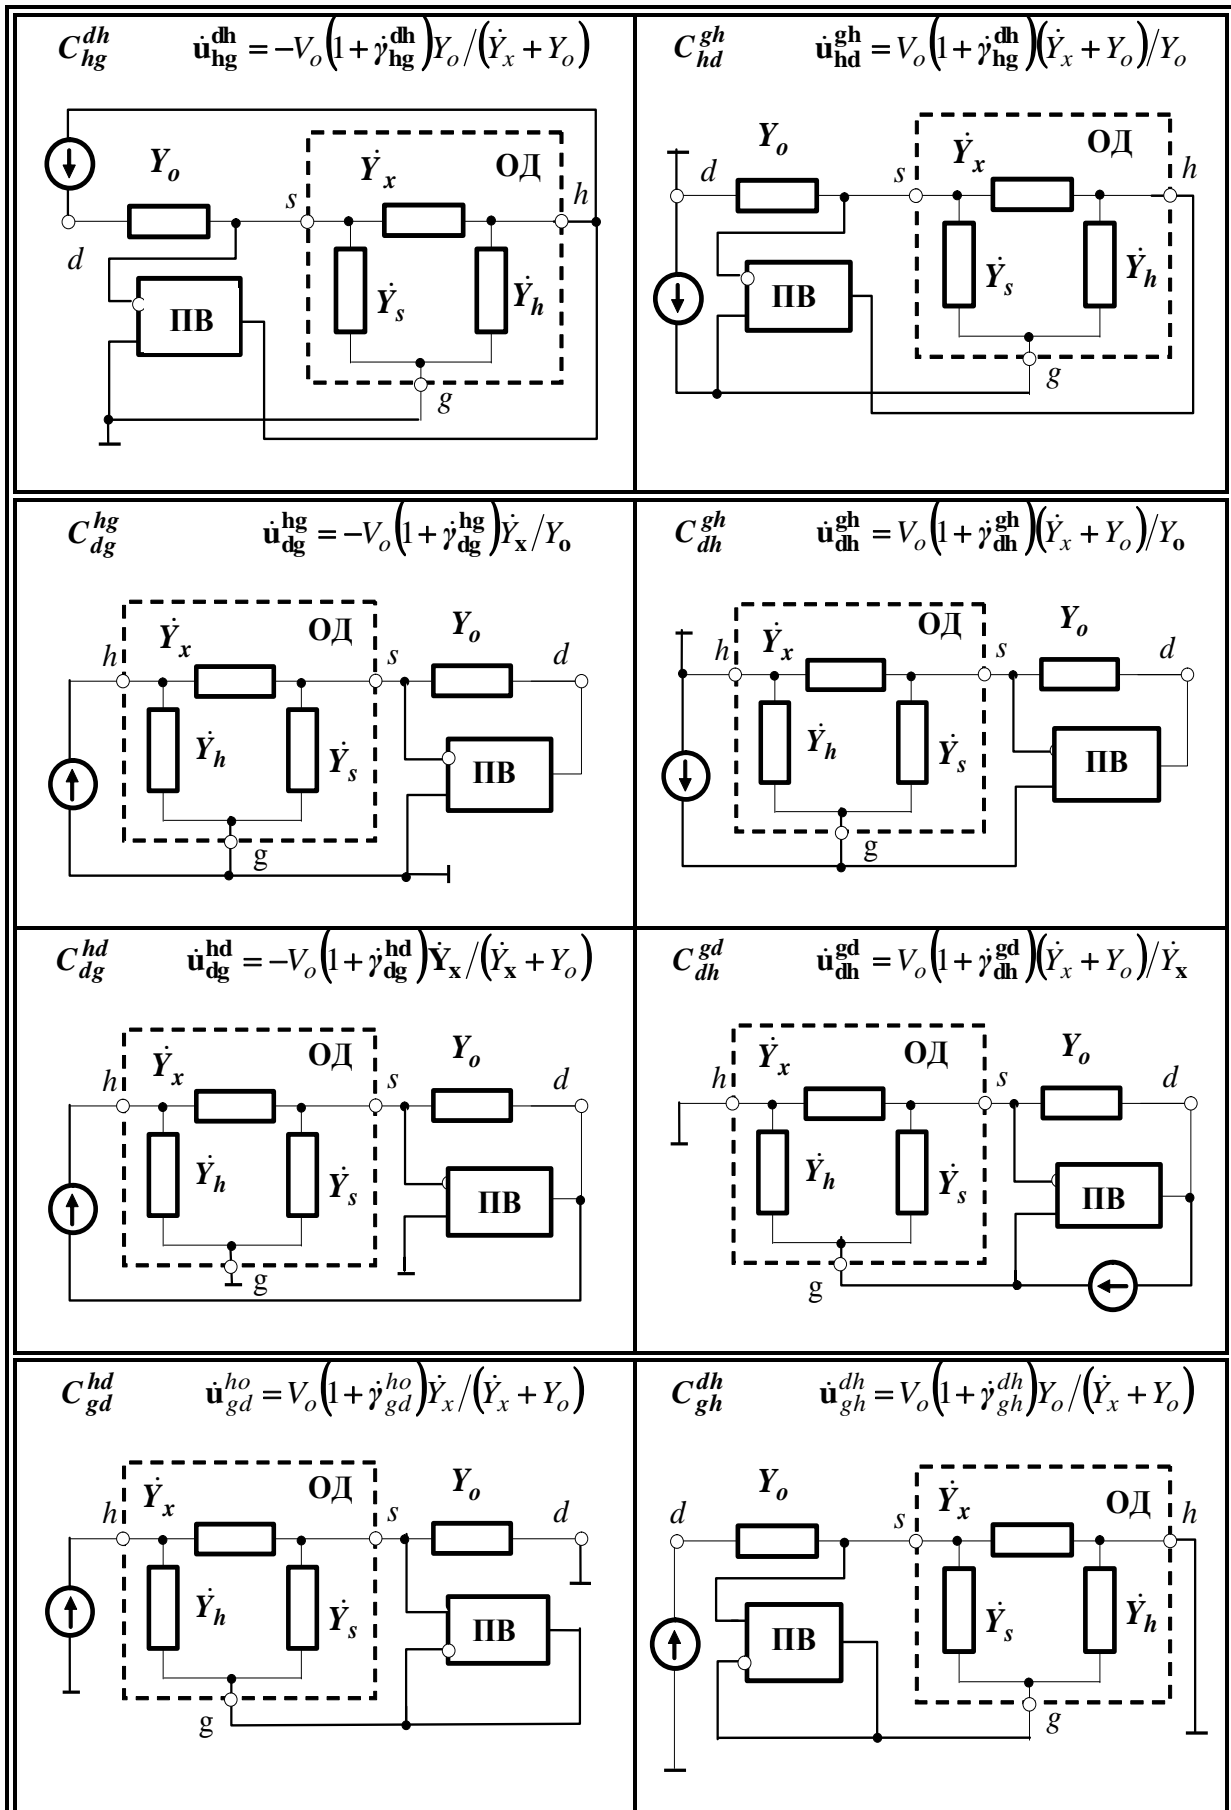 C_{hg}^{dh} u̇_{hg}^{dh} = −V_o(1 + γ̇_{hg}^{dh})Y_o/(Ẏ_x + Y_o)
Y_o
Ẏ_x
ОД
s
h
d
ПВ
Ẏ_s
Ẏ_h
g
C_{hd}^{gh} u̇_{hd}^{gh} = V_o(1 + γ̇_{hg}^{dh})(Ẏ_x + Y_o)/Y_o
Y_o
Ẏ_x
ОД
d
s
h
ПВ
Ẏ_s
Ẏ_h
g
C_{dg}^{hg} u̇_{dg}^{hg} = −V_o(1 + γ̇_{dg}^{hg})Ẏ_x/Y_o
Ẏ_x
ОД
Y_o
h
s
d
Ẏ_h
Ẏ_s
ПВ
g
C_{dh}^{gh} u̇_{dh}^{gh} = V_o(1 + γ̇_{dh}^{gh})(Ẏ_x + Y_o)/Y_o
Ẏ_x
ОД
Y_o
h
s
d
Ẏ_h
Ẏ_s
ПВ
g
C_{dg}^{hd} u̇_{dg}^{hd} = −V_o(1 + γ̇_{dg}^{hd})Ẏ_x/(Ẏ_x + Y_o)
Ẏ_x
ОД
Y_o
h
s
d
Ẏ_h
Ẏ_s
ПВ
g
C_{dh}^{gd} u̇_{dh}^{gd} = V_o(1 + γ̇_{dh}^{gd})(Ẏ_x + Y_o)/Ẏ_x
Ẏ_x
ОД
Y_o
h
s
d
Ẏ_h
Ẏ_s
ПВ
g
C_{gd}^{hd} u̇_{gd}^{ho} = V_o(1 + γ̇_{gd}^{ho})Ẏ_x/(Ẏ_x + Y_o)
Ẏ_x
ОД
Y_o
h
s
d
Ẏ_h
Ẏ_s
ПВ
g
C_{gh}^{dh} u̇_{gh}^{dh} = V_o(1 + γ̇_{gh}^{dh})Y_o/(Ẏ_x + Y_o)
Y_o
Ẏ_x
ОД
d
s
h
ПВ
Ẏ_s
Ẏ_h
g